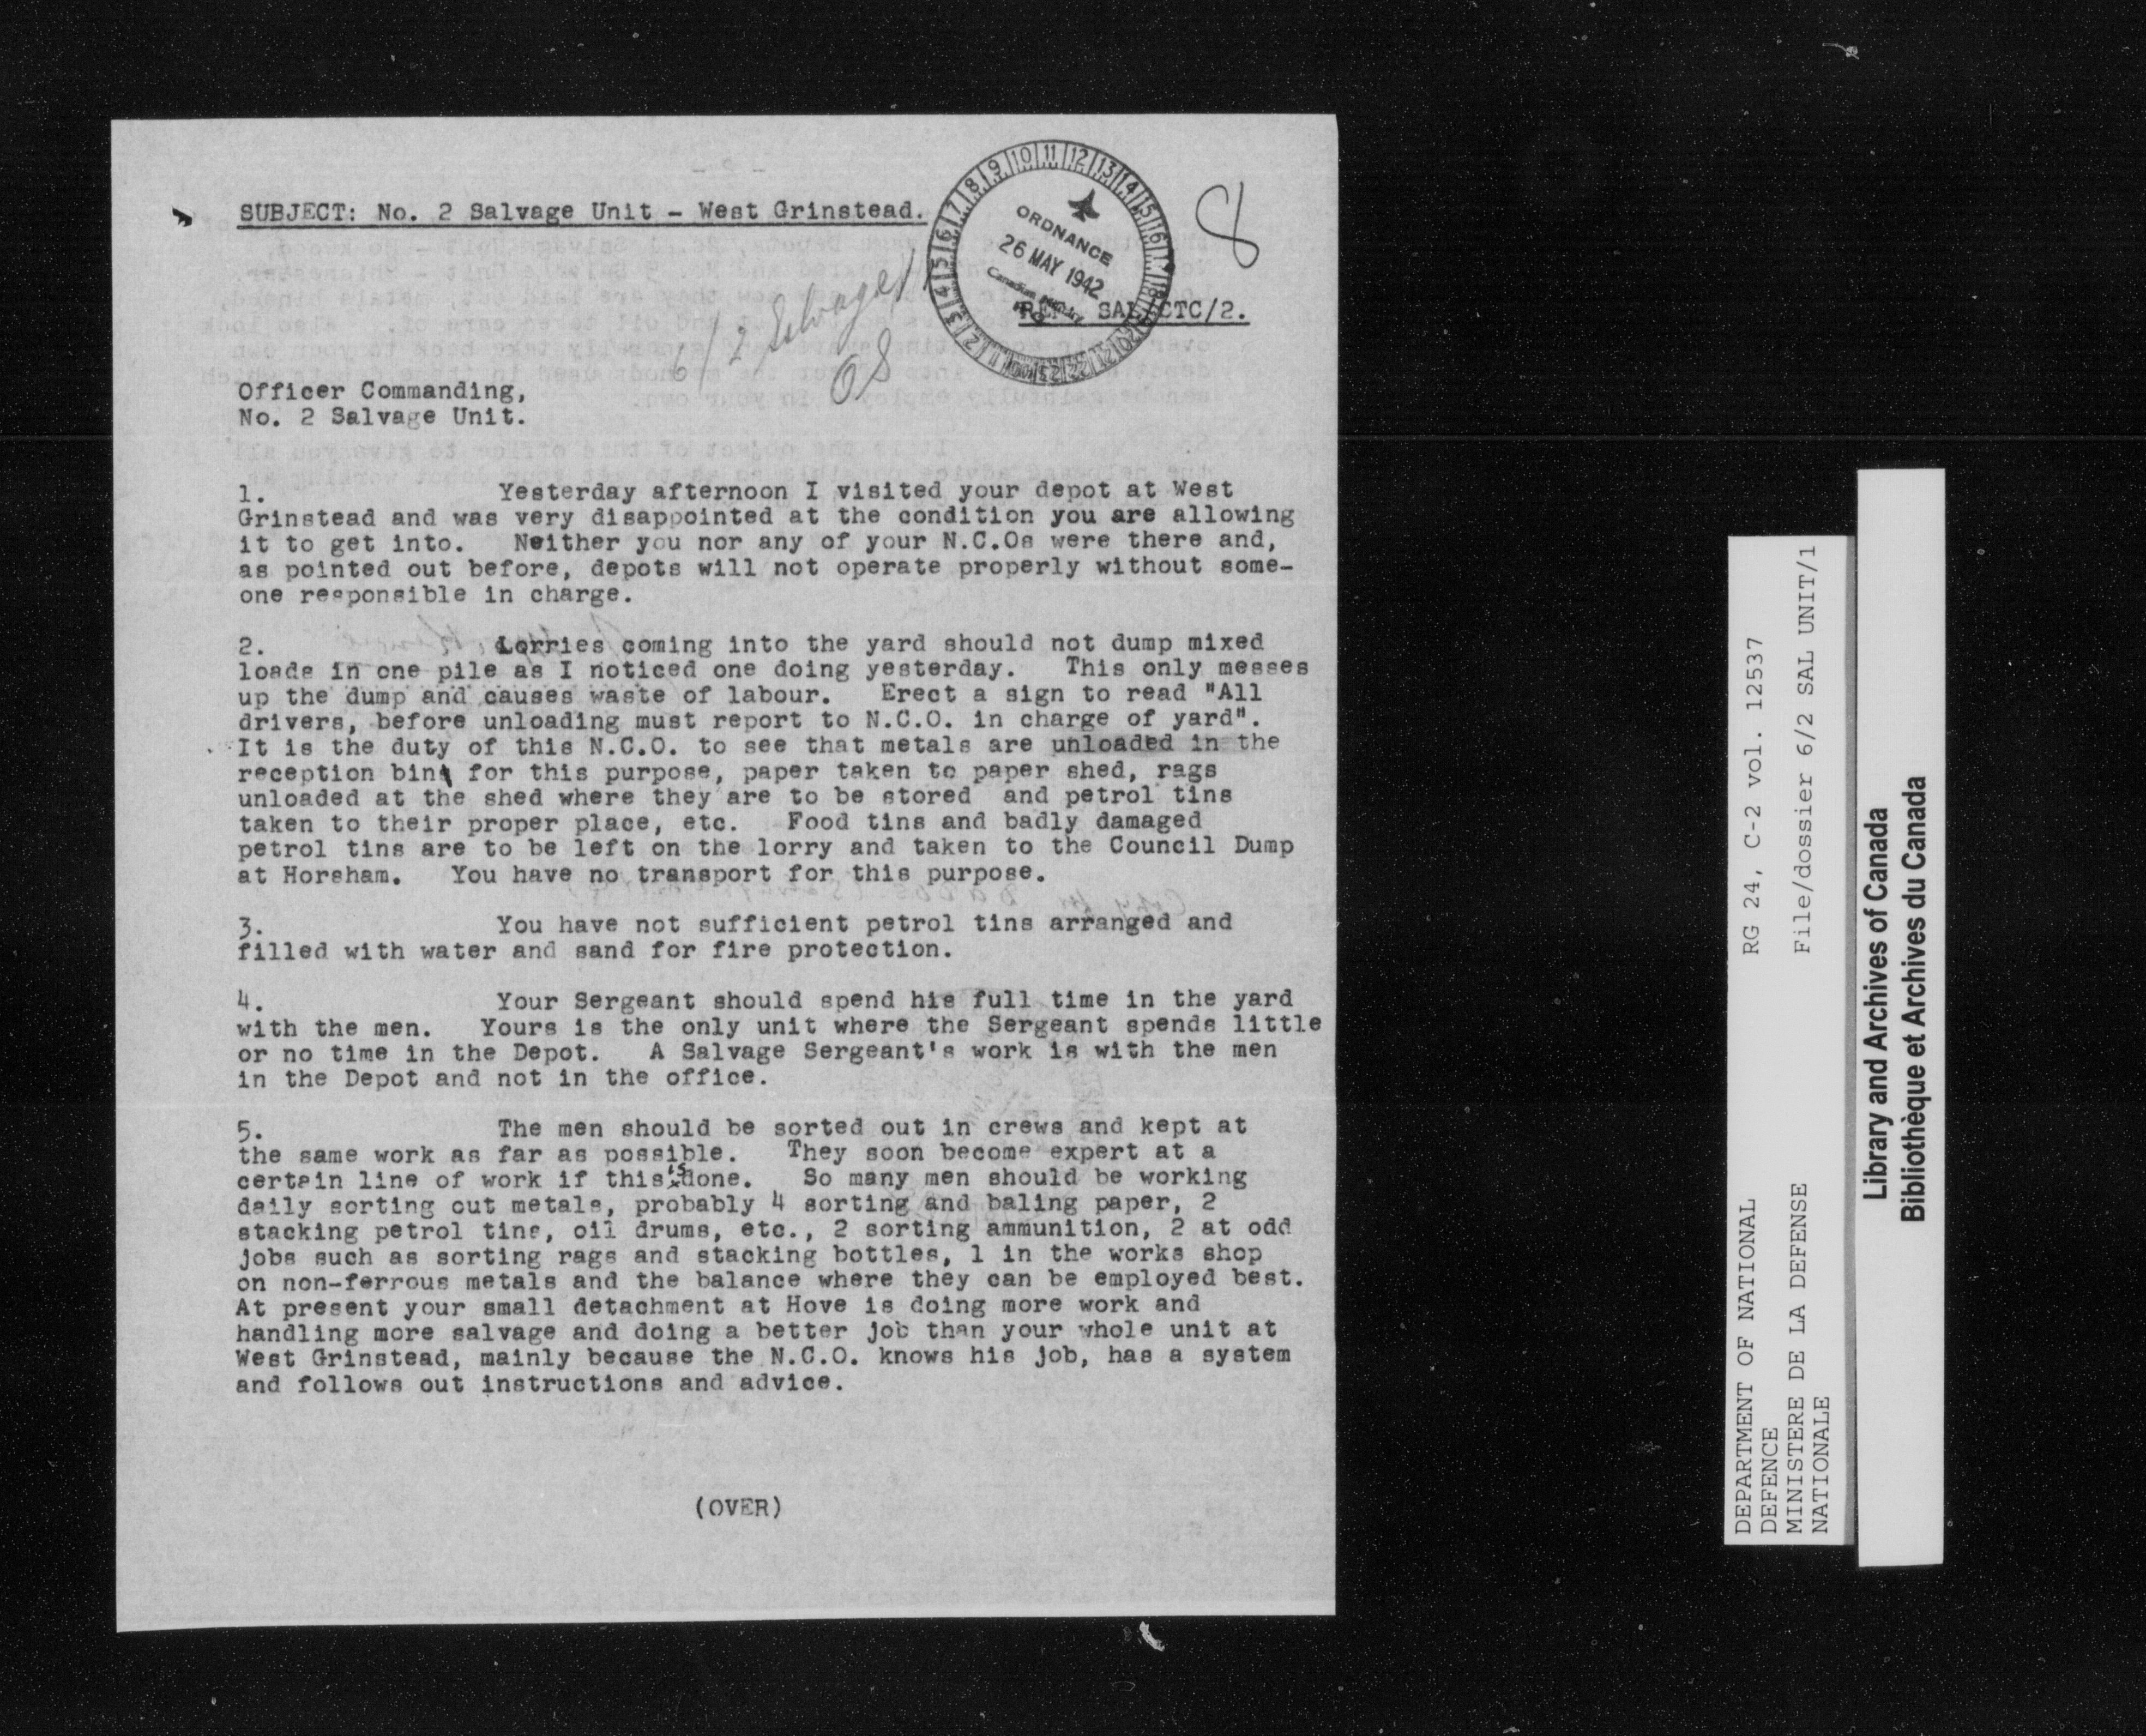 SUBJECT: No. 2 Salvage Unit - West Grinstead.
ORDNANCE
26 MAY 1942
8
REF: SAL/CTC/2.
6/2 Salvage/1
OS
Officer Commanding,
No. 2 Salvage Unit.
1. Yesterday afternoon I visited your depot at West
Grinstead and was very disappointed at the condition you are allowing
it to get into. Neither you nor any of your N.C.Os were there and,
as pointed out before, depots will not operate properly without some-
one responsible in charge.
2. Lorries coming into the yard should not dump mixed
loads in one pile as I noticed one doing yesterday. This only messes
up the dump and causes waste of labour. Erect a sign to read "All
drivers, before unloading must report to N.C.O. in charge of yard".
It is the duty of this N.C.O. to see that metals are unloaded in the
reception bins for this purpose, paper taken to paper shed, rags
unloaded at the shed where they are to be stored and petrol tins
taken to their proper place, etc. Food tins and badly damaged
petrol tins are to be left on the lorry and taken to the Council Dump
at Horsham. You have no transport for this purpose.
3. You have not sufficient petrol tins arranged and
filled with water and sand for fire protection.
4. Your Sergeant should spend his full time in the yard
with the men. Yours is the only unit where the Sergeant spends little
or no time in the Depot. A Salvage Sergeant's work is with the men
in the Depot and not in the office.
5. The men should be sorted out in crews and kept at
the same work as far as possible. They soon become expert at a
certain line of work if this is done. So many men should be working
daily sorting out metals, probably 4 sorting and baling paper, 2
stacking petrol tins, oil drums, etc., 2 sorting ammunition, 2 at odd
jobs such as sorting rags and stacking bottles, 1 in the works shop
on non-ferrous metals and the balance where they can be employed best.
At present your small detachment at Hove is doing more work and
handling more salvage and doing a better job than your whole unit at
West Grinstead, mainly because the N.C.O. knows his job, has a system
and follows out instructions and advice.
(OVER)
DEPARTMENT OF NATIONAL
DEFENCE
MINISTERE DE LA DEFENSE
NATIONALE
RG 24, C-2 vol. 12537
File/dossier 6/2 SAL UNIT/1
Library and Archives of Canada
Bibliothèque et Archives du Canada